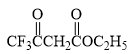 O O
CF₃CCH₂COC₂H₅